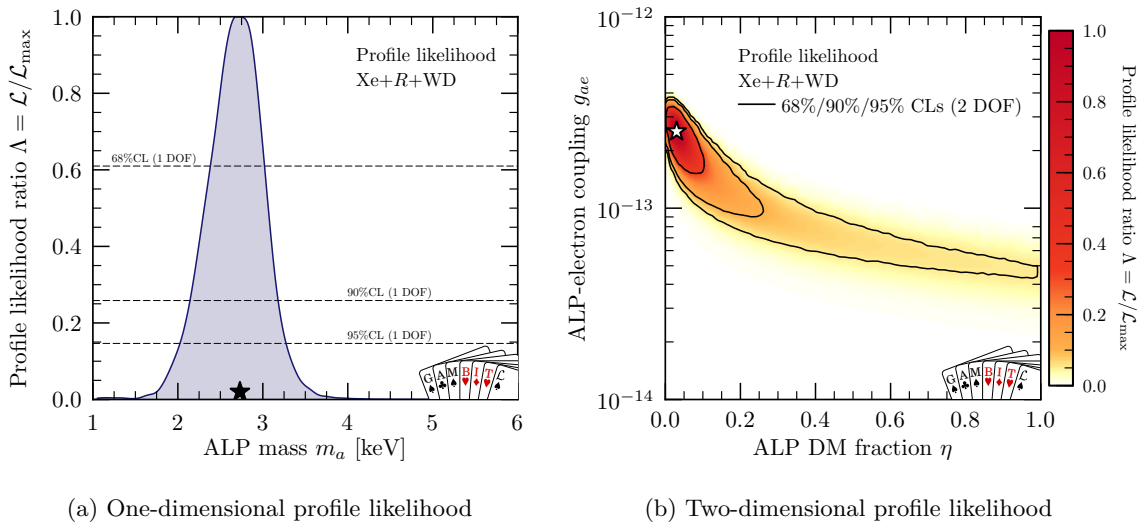 Profile likelihood ratio Λ = ℒ/ℒmax
1.0
0.8
0.6
0.4
0.2
0.0
Profile likelihood
Xe+R+WD
68%CL (1 DOF)
90%CL (1 DOF)
95%CL (1 DOF)
G A M B I T ℒ
1 2 3 4 5 6
ALP mass mₐ [keV]
(a) One-dimensional profile likelihood
ALP-electron coupling gₐₑ
10⁻¹²
10⁻¹³
10⁻¹⁴
Profile likelihood
Xe+R+WD
68%/90%/95% CLs (2 DOF)
G A M B I T ℒ
0.0 0.2 0.4 0.6 0.8 1.0
ALP DM fraction η
1.0
0.8
0.6
0.4
0.2
0.0
Profile likelihood ratio Λ = ℒ/ℒmax
(b) Two-dimensional profile likelihood